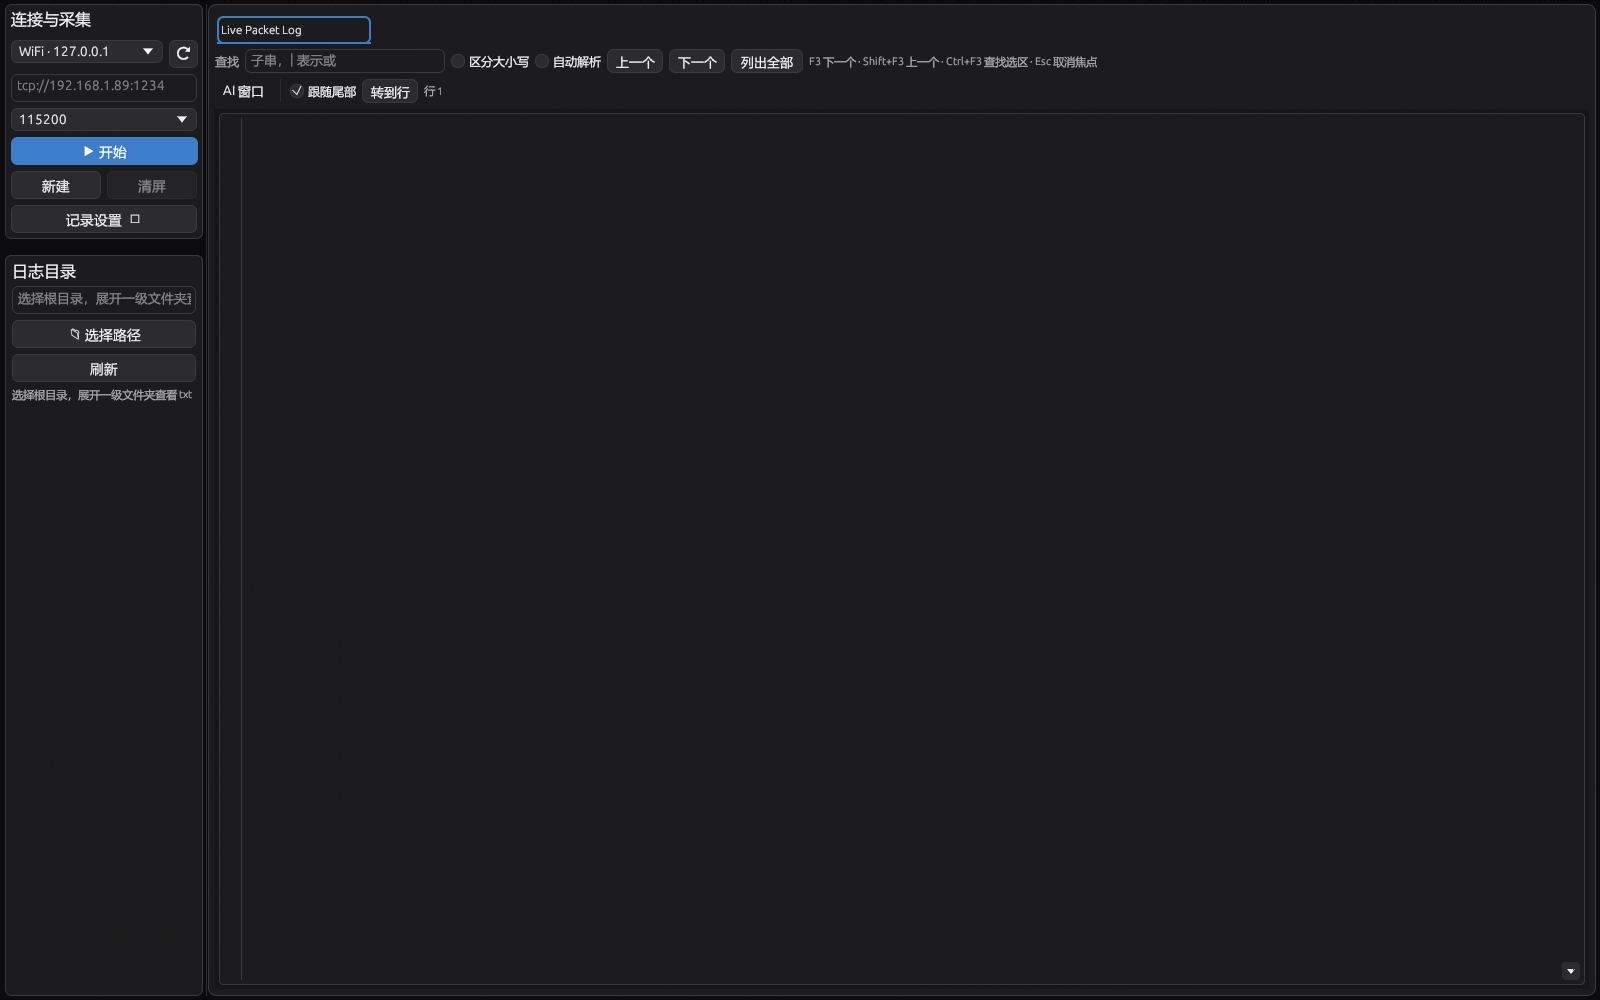 连接与采集
WiFi · 127.0.0.1
tcp://192.168.1.89:1234
115200
开始
新建
清屏
记录设置
日志目录
选择根目录，展开一级文件夹查
选择路径
刷新
选择根目录，展开一级文件夹查看 txt
Live Packet Log
查找 子串，| 表示或 区分大小写 自动解析 上一个 下一个 列出全部 F3 下一个 · Shift+F3 上一个 · Ctrl+F3 查找选区 · Esc 取消焦点
AI 窗口 跟随尾部 转到行 行 1